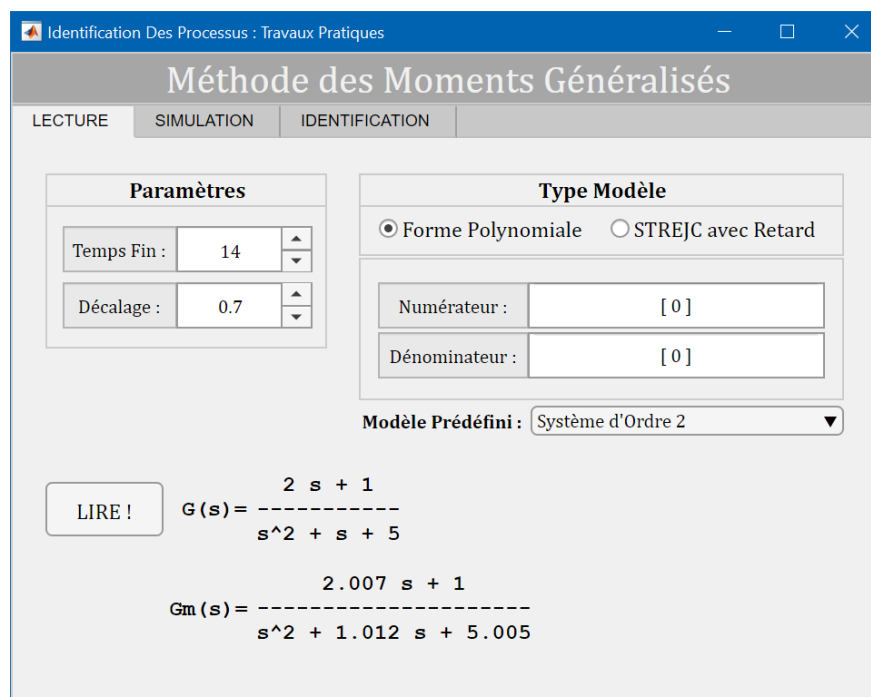 Identification Des Processus : Travaux Pratiques
Méthode des Moments Généralisés
LECTURE SIMULATION IDENTIFICATION
Paramètres
Temps Fin : 14
Décalage : 0.7
Type Modèle
Forme Polynomiale STREJC avec Retard
Numérateur : [ 0 ]
Dénominateur : [ 0 ]
Modèle Prédéfini : Système d'Ordre 2
LIRE !
2 s + 1
G(s)= -----------
s^2 + s + 5
2.007 s + 1
Gm(s)= ---------------------
s^2 + 1.012 s + 5.005